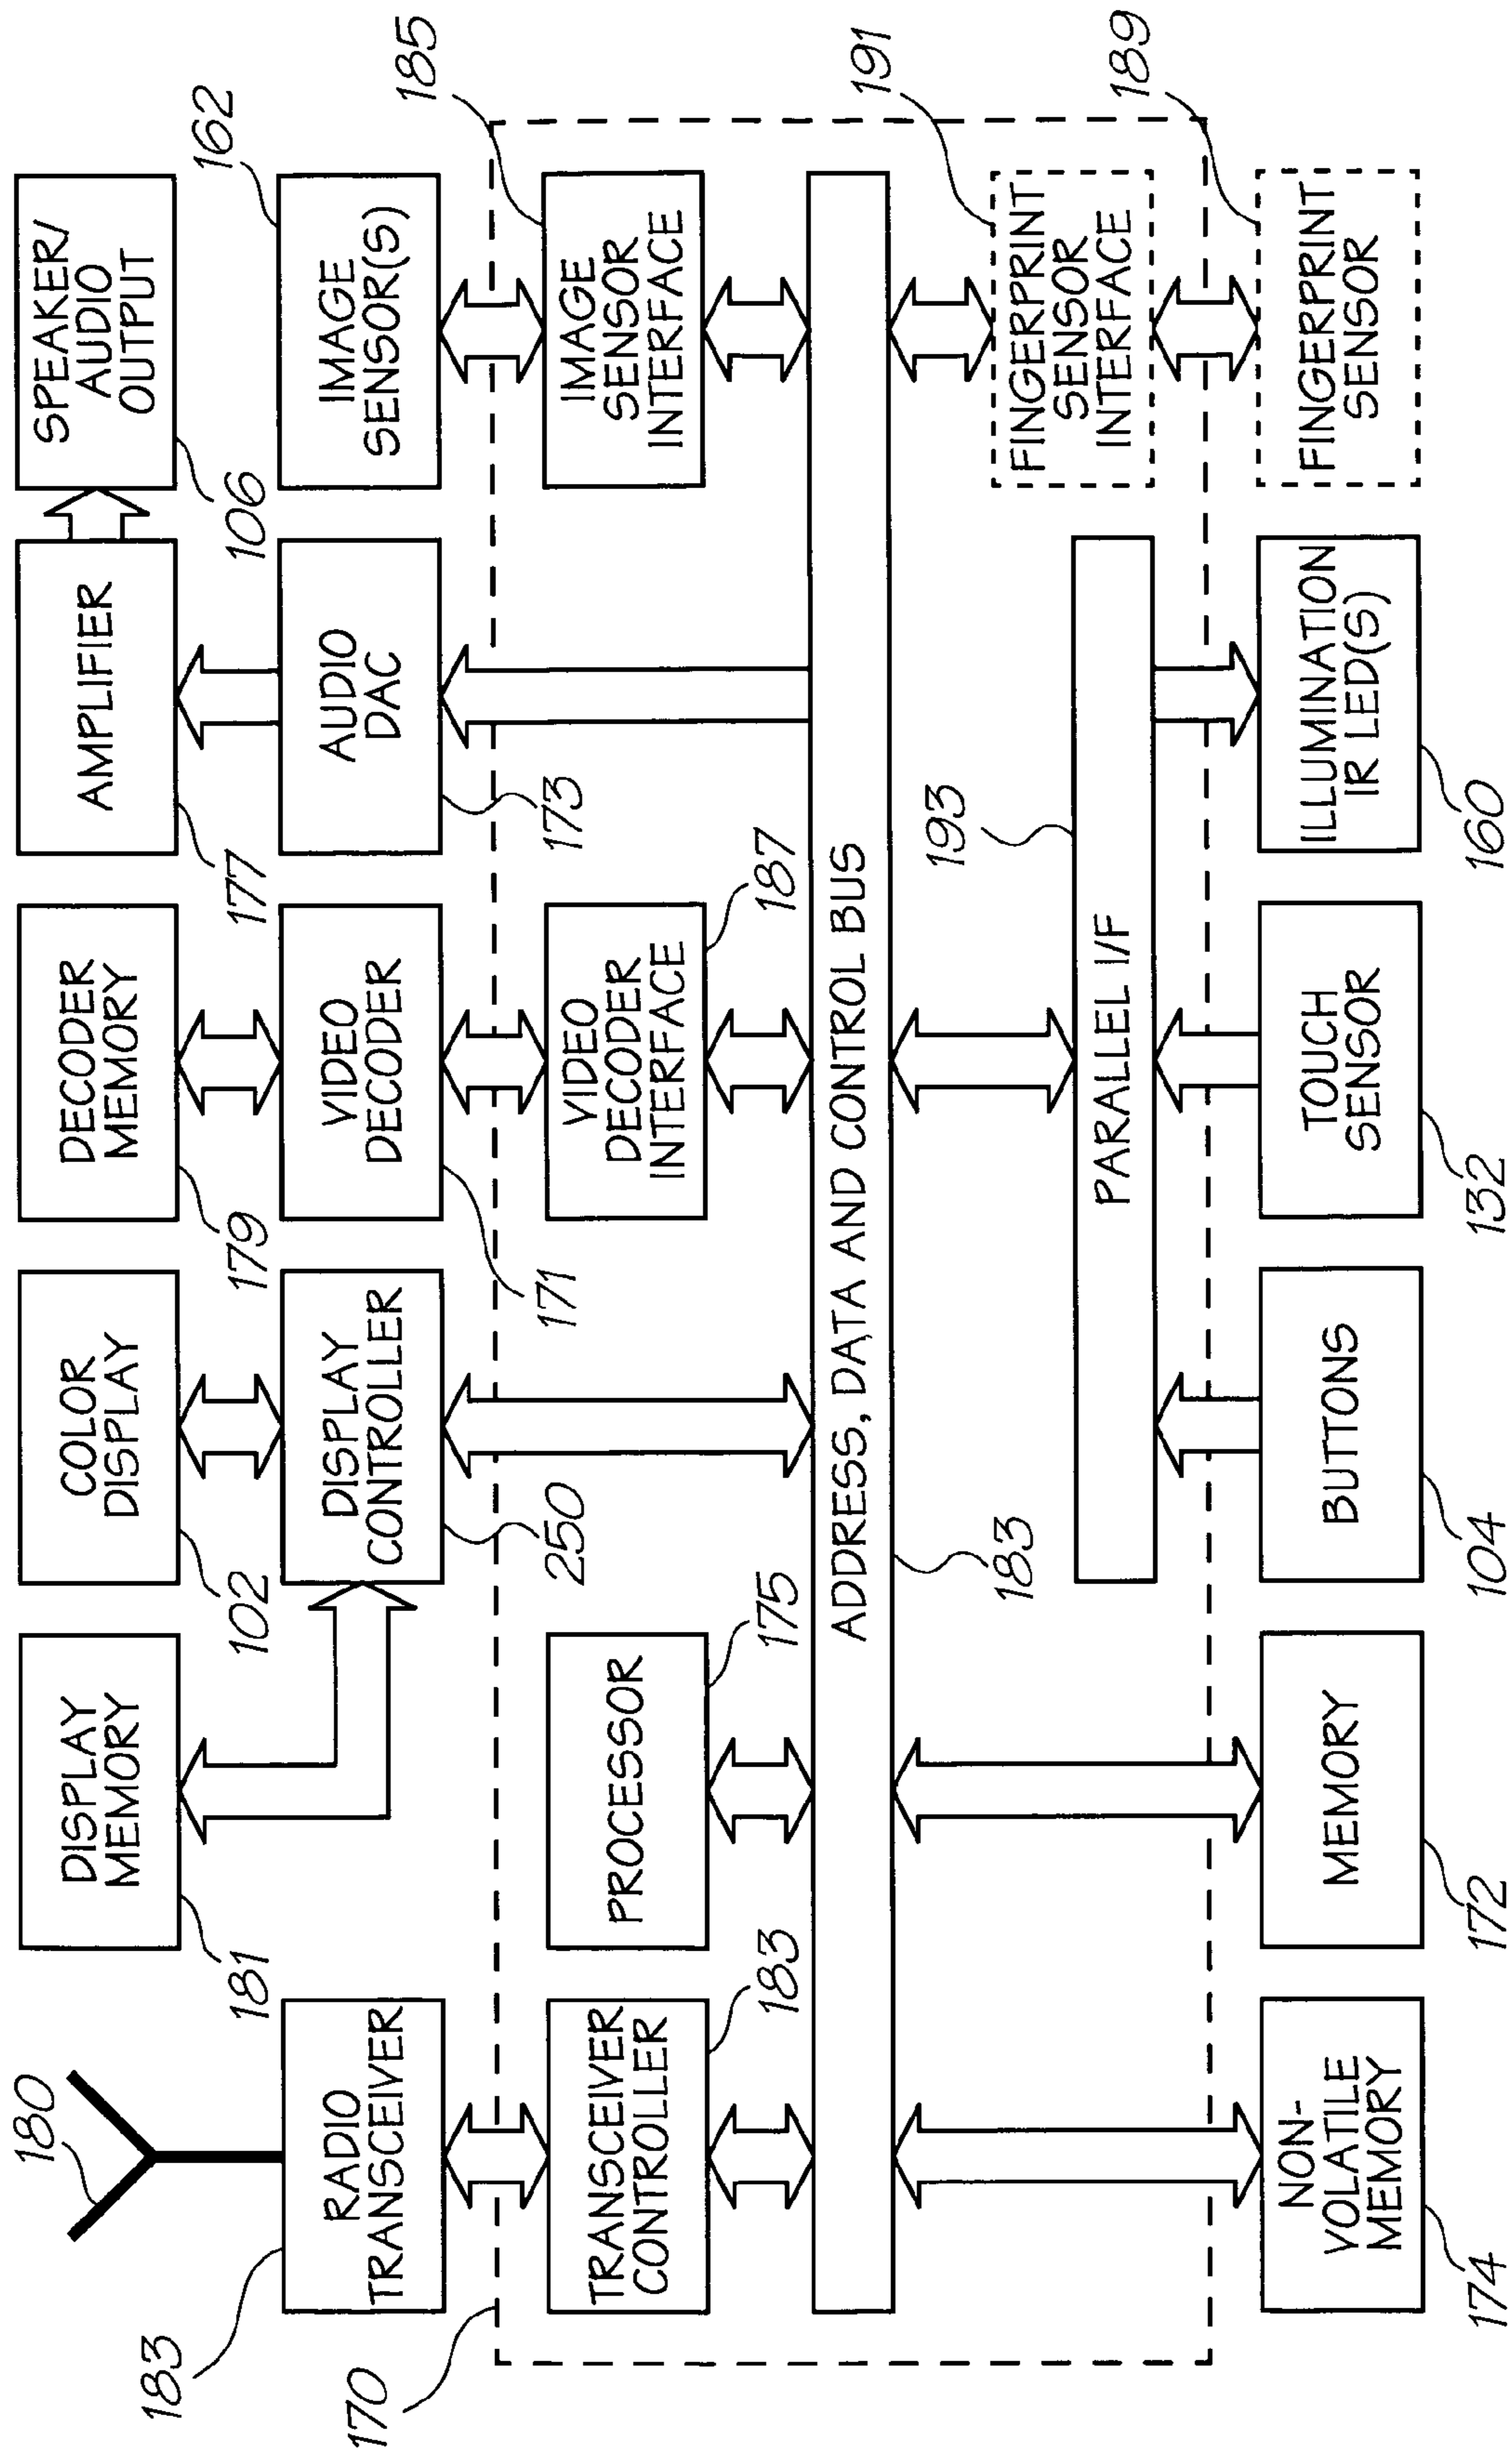 180
183
RADIO
TRANSCEIVER
170
TRANSCEIVER
CONTROLLER
183
NON-
VOLATILE
MEMORY
174
DISPLAY
MEMORY
181
PROCESSOR
175
MEMORY
172
COLOR
DISPLAY
102
DISPLAY
CONTROLLER
250
ADDRESS, DATA AND CONTROL BUS
183
BUTTONS
104
DECODER
MEMORY
179
VIDEO
DECODER
171
VIDEO
DECODER
INTERFACE
187
PARALLEL I/F
193
TOUCH
SENSOR
132
AMPLIFIER
177
AUDIO
DAC
173
ILLUMINATION
IR LED(S)
160
SPEAKER/
AUDIO
OUTPUT
106
IMAGE
SENSOR(S)
162
IMAGE
SENSOR
INTERFACE
185
FINGERPRINT
SENSOR
INTERFACE
191
FINGERPRINT
SENSOR
189